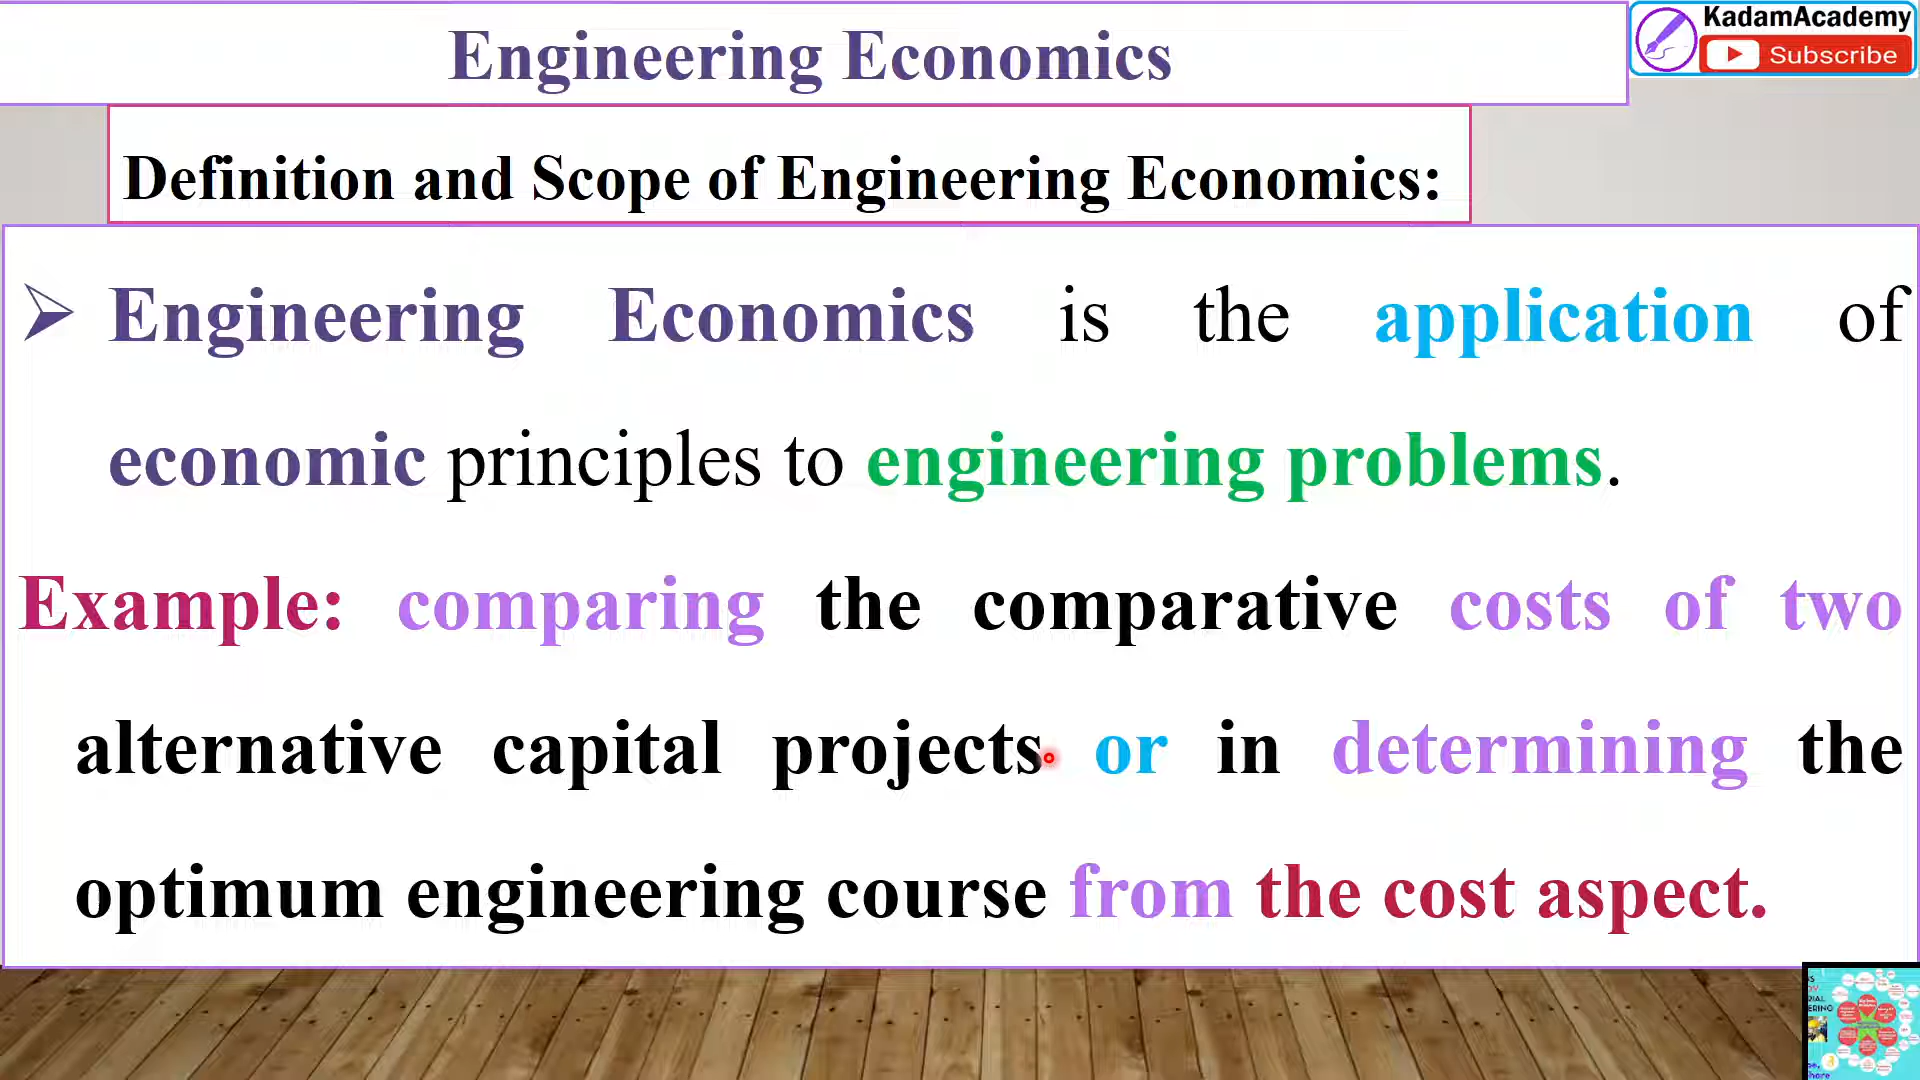 Engineering Economics
KadamAcademy
Subscribe
Definition and Scope of Engineering Economics:
Engineering Economics is the application of
economic principles to engineering problems.
Example: comparing the comparative costs of two
alternative capital projects or in determining the
optimum engineering course from the cost aspect.